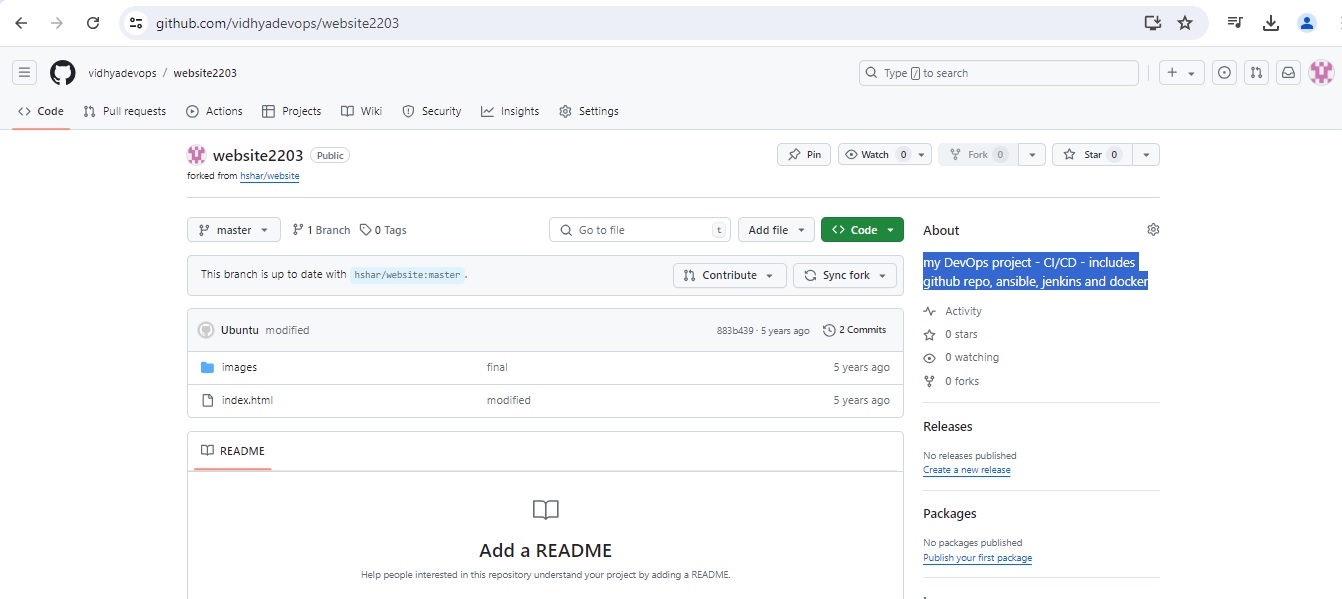 github.com/vidhyadevops/website2203
vidhyadevops / website2203
Type / to search
Code Pull requests Actions Projects Wiki Security Insights Settings
website2203 Public
Pin Watch 0 Fork 0 Star 0
forked from hshar/website
master 1 Branch 0 Tags Go to file t Add file Code
About
my DevOps project - CI/CD - includes
github repo, ansible, jenkins and docker
This branch is up to date with hshar/website:master . Contribute Sync fork
Activity
0 stars
0 watching
0 forks
Ubuntu modified 883b439 · 5 years ago 2 Commits
images final 5 years ago
index.html modified 5 years ago
Releases
No releases published
Create a new release
README
Packages
No packages published
Publish your first package
Add a README
Help people interested in this repository understand your project by adding a README.